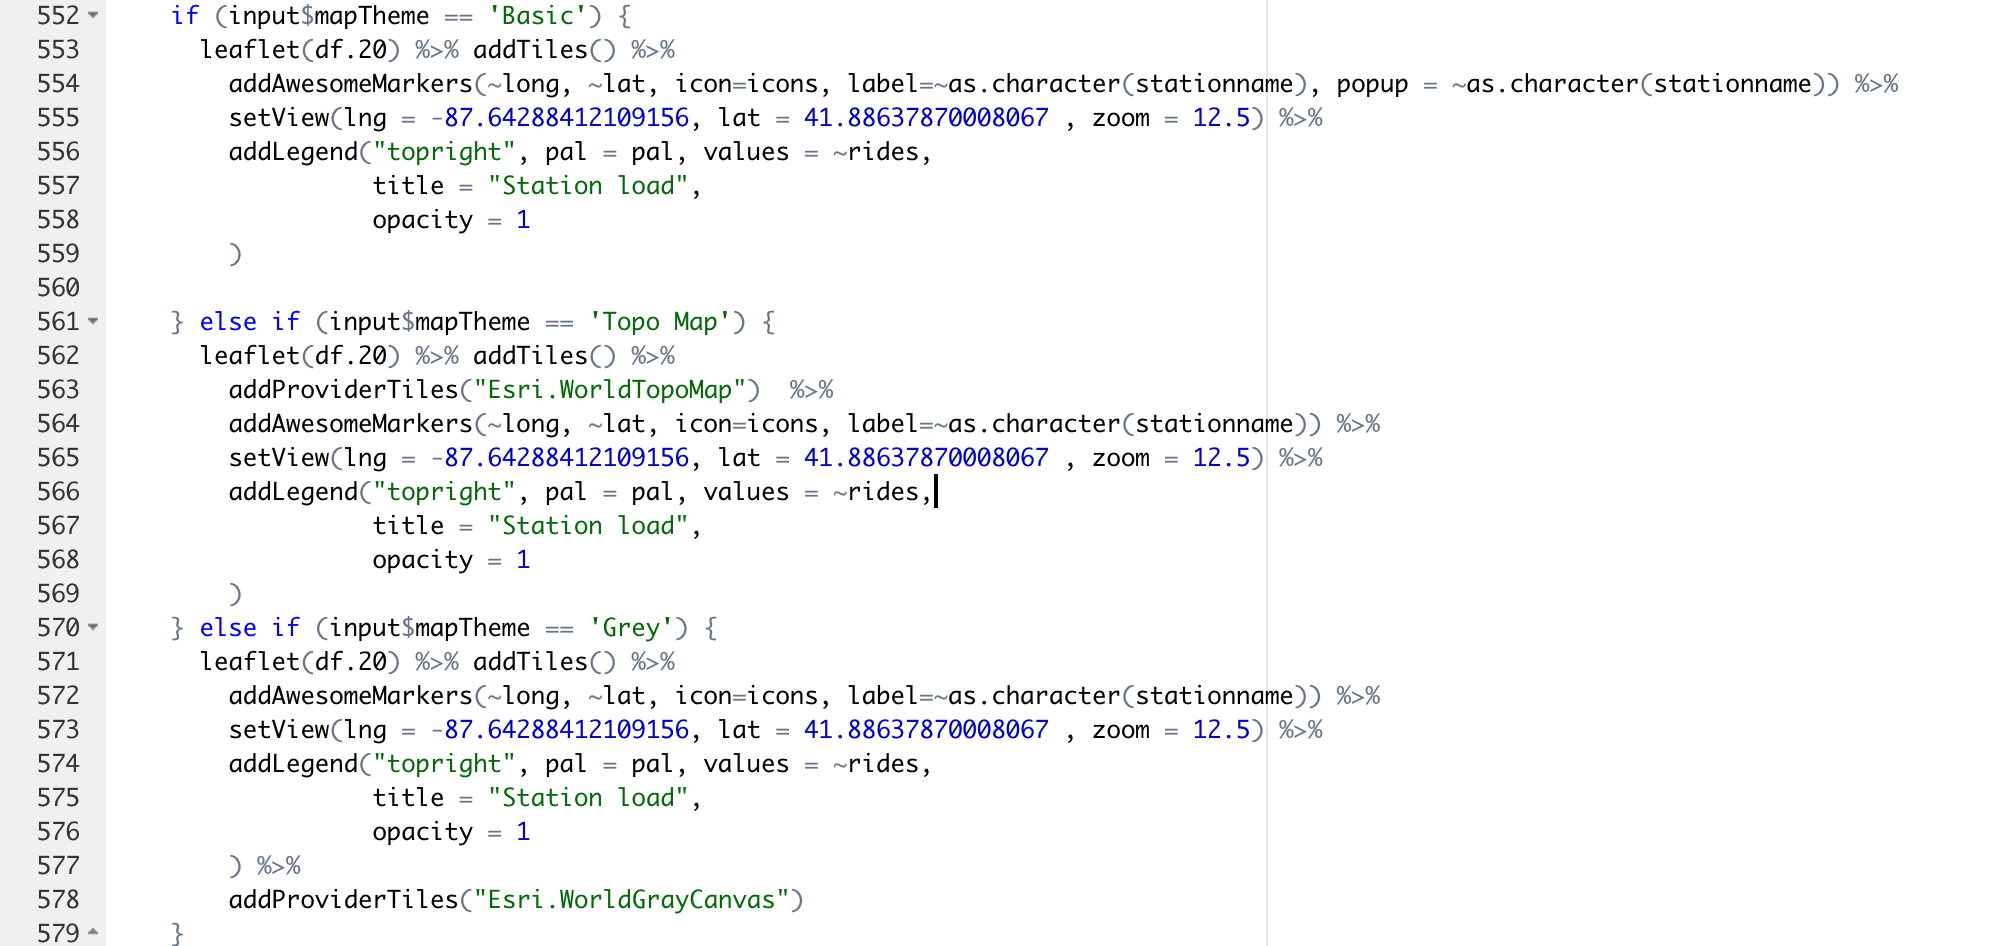 552 if (input$mapTheme == 'Basic') {
553 leaflet(df.20) %>% addTiles() %>%
554 addAwesomeMarkers(~long, ~lat, icon=icons, label=~as.character(stationname), popup = ~as.character(stationname)) %>%
555 setView(lng = -87.64288412109156, lat = 41.88637870008067 , zoom = 12.5) %>%
556 addLegend("topright", pal = pal, values = ~rides,
557 title = "Station load",
558 opacity = 1
559 )
560
561 } else if (input$mapTheme == 'Topo Map') {
562 leaflet(df.20) %>% addTiles() %>%
563 addProviderTiles("Esri.WorldTopoMap")  %>%
564 addAwesomeMarkers(~long, ~lat, icon=icons, label=~as.character(stationname)) %>%
565 setView(lng = -87.64288412109156, lat = 41.88637870008067 , zoom = 12.5) %>%
566 addLegend("topright", pal = pal, values = ~rides,
567 title = "Station load",
568 opacity = 1
569 )
570 } else if (input$mapTheme == 'Grey') {
571 leaflet(df.20) %>% addTiles() %>%
572 addAwesomeMarkers(~long, ~lat, icon=icons, label=~as.character(stationname)) %>%
573 setView(lng = -87.64288412109156, lat = 41.88637870008067 , zoom = 12.5) %>%
574 addLegend("topright", pal = pal, values = ~rides,
575 title = "Station load",
576 opacity = 1
577 ) %>%
578 addProviderTiles("Esri.WorldGrayCanvas")
579 }